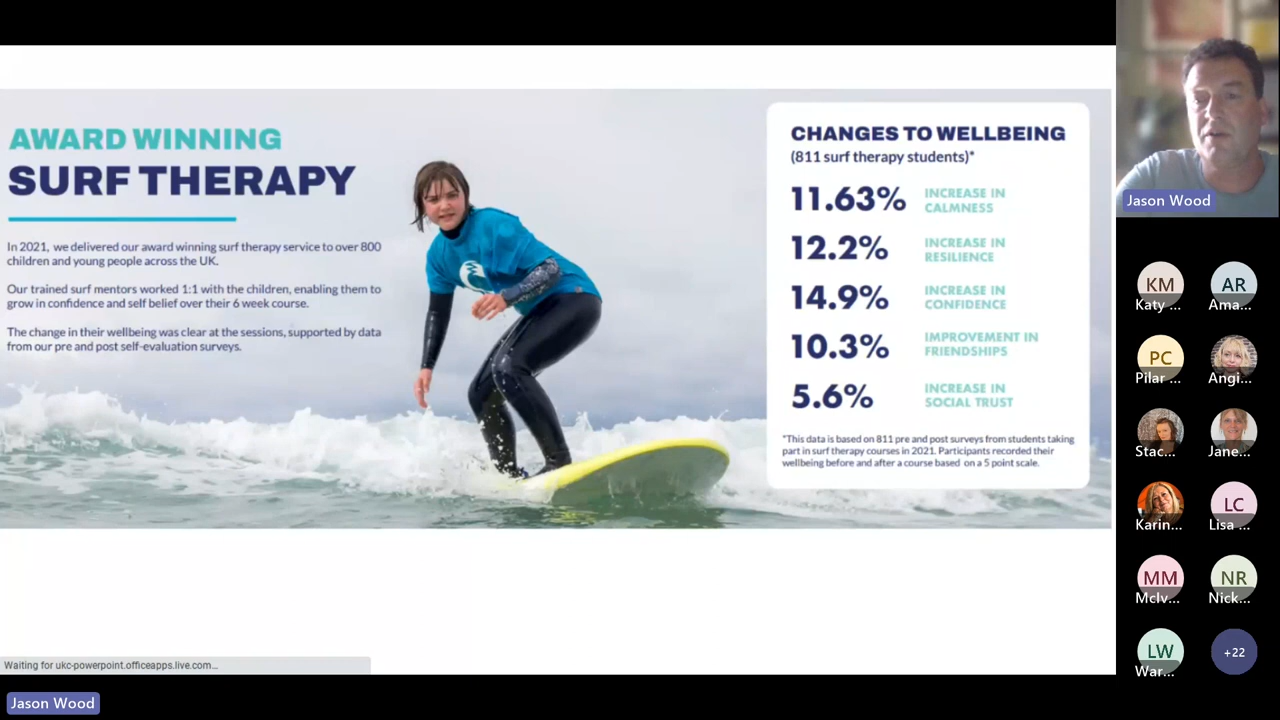 AWARD WINNING
SURF THERAPY
In 2021, we delivered our award winning surf therapy service to over 800
children and young people across the UK.
Our trained surf mentors worked 1:1 with the children, enabling them to
grow in confidence and self belief over their 6 week course.
The change in their wellbeing was clear at the sessions, supported by data
from our pre and post self-evaluation surveys.
CHANGES TO WELLBEING
(811 surf therapy students)*
11.63% INCREASE IN
CALMNESS
12.2% INCREASE IN
RESILIENCE
14.9% INCREASE IN
CONFIDENCE
10.3% IMPROVEMENT IN
FRIENDSHIPS
5.6% INCREASE IN
SOCIAL TRUST
*This data is based on 811 pre and post surveys from students taking
part in surf therapy courses in 2021. Participants recorded their
wellbeing before and after a course based on a 5 point scale.
Waiting for ukc-powerpoint.officeapps.live.com...
Jason Wood
Jason Wood
KM
Katy ...
AR
Ama...
PC
Pilar ...
Angi...
Stac...
Jane...
Karin...
LC
Lisa ...
MM
McIv...
NR
Nick...
LW
War...
+22